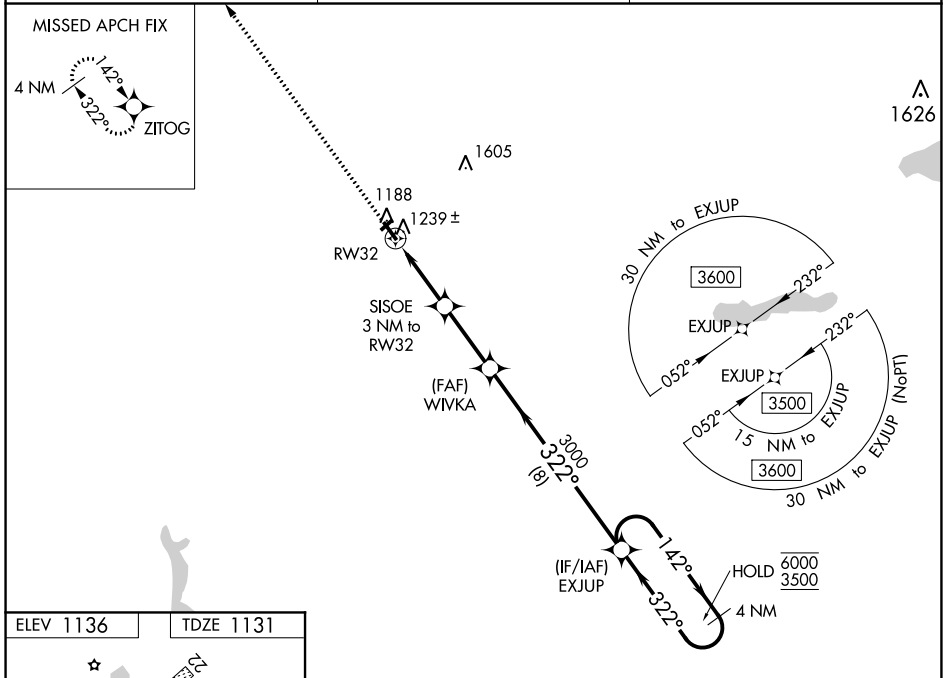 MISSED APCH FIX
4 NM
142°
322°
ZITOG
1626
1605
1188
1239 ±
RW32
SISOE
3 NM to
RW32
(FAF)
WIVKA
3000
322°
(8)
30 NM to EXJUP
3600
232°
EXJUP
052°
232°
EXJUP
3500
052°
15 NM to EXJUP
3600
30 NM to EXJUP (NoPT)
(IF/IAF)
EXJUP
142°
322°
HOLD 6000
3500
4 NM
ELEV 1136
TDZE 1131
22